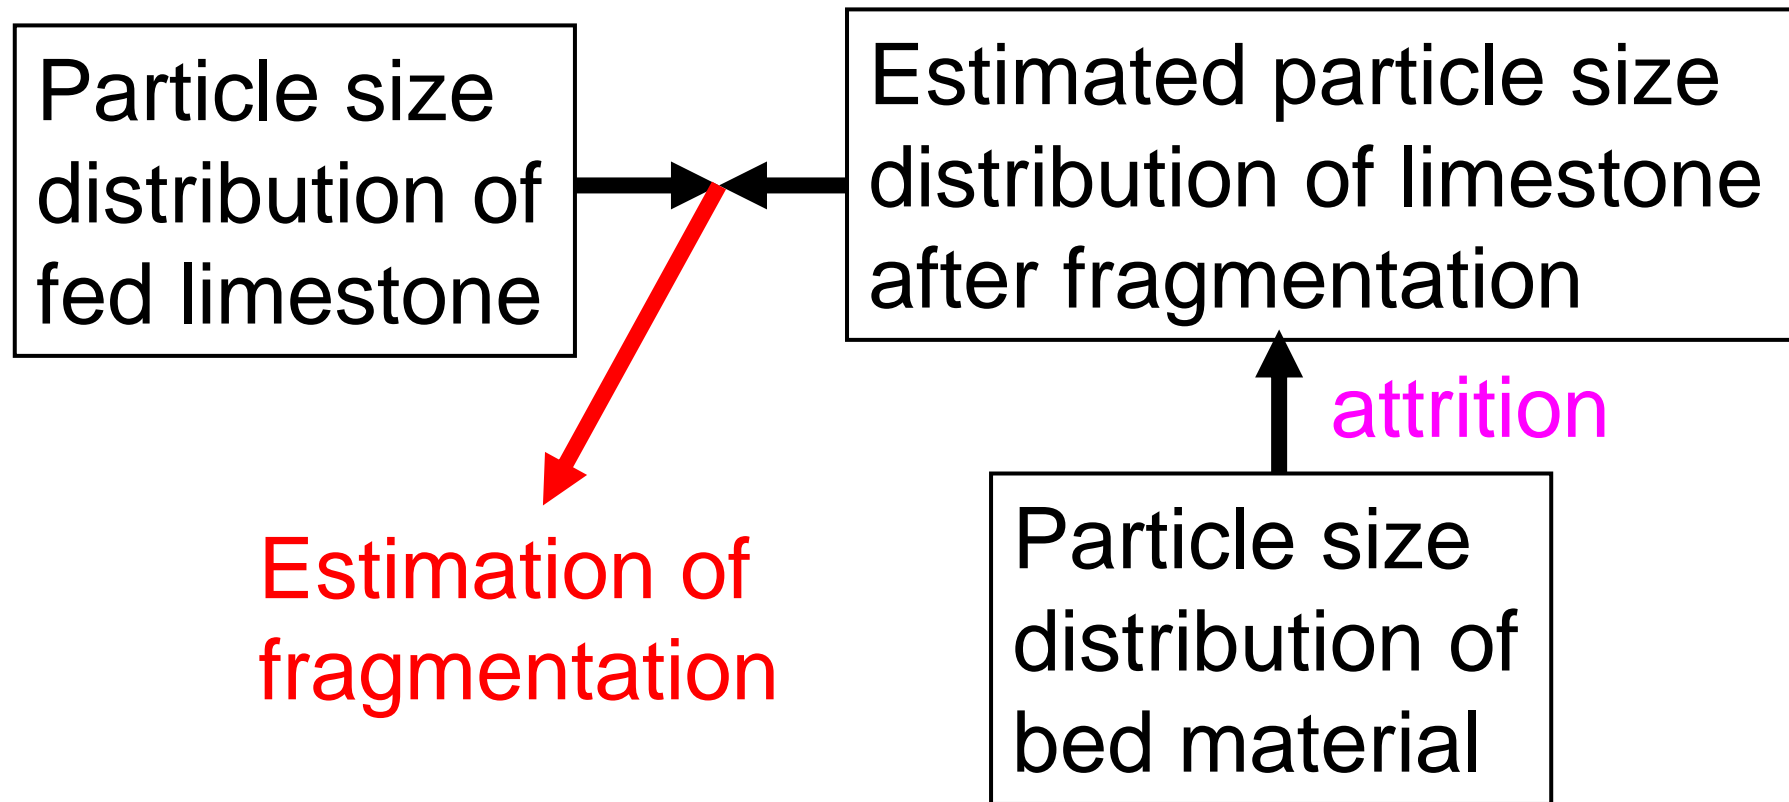 Particle size
distribution of
fed limestone
Estimated particle size
distribution of limestone
after fragmentation
attrition
Estimation of
fragmentation
Particle size
distribution of
bed material